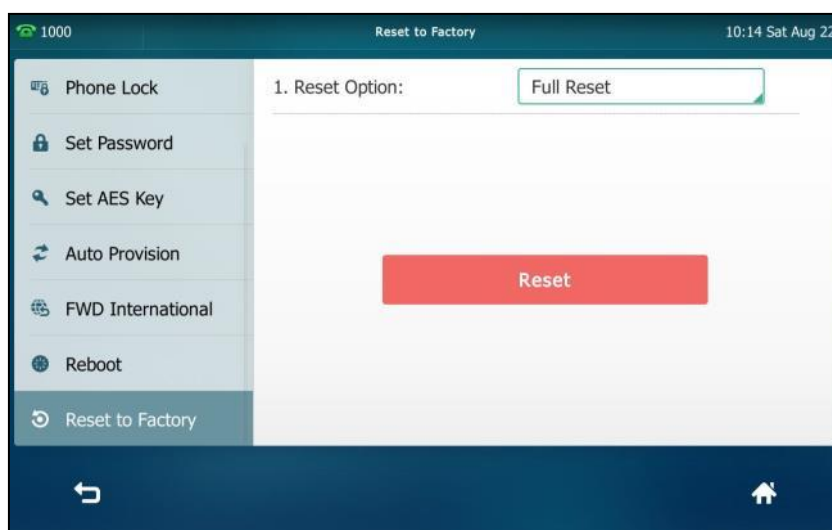 1000 Reset to Factory 10:14 Sat Aug 22
Phone Lock
1. Reset Option: Full Reset
Set Password
Set AES Key
Auto Provision
Reset
FWD International
Reboot
Reset to Factory